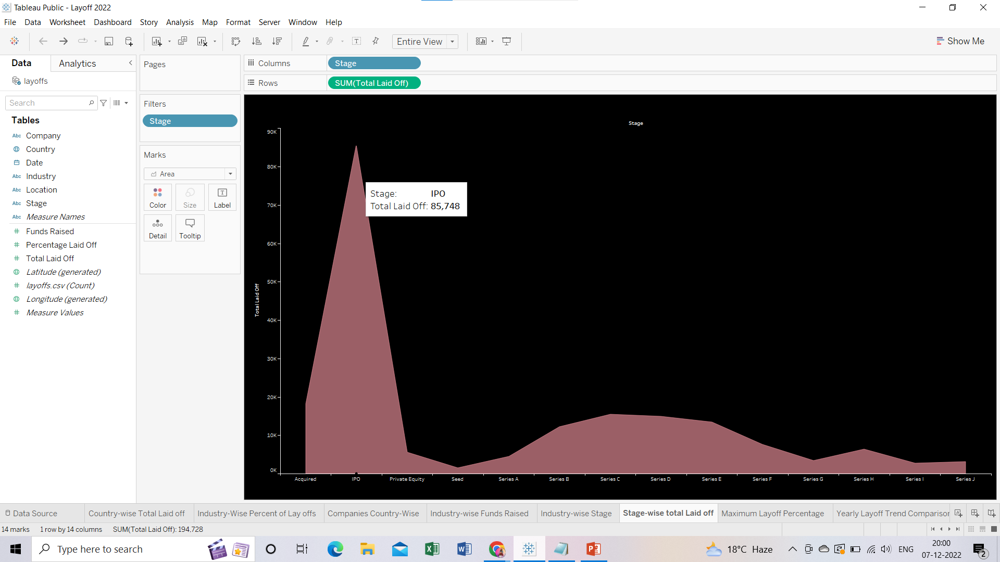 Tableau Public - Layoff 2022
File Data Worksheet Dashboard Story Analysis Map Format Server Window Help
Entire View
Show Me
Data Analytics
layoffs
Search
Tables
Abc Company
Country
Date
Abc Industry
Abc Location
Abc Stage
Abc Measure Names
Funds Raised
Percentage Laid Off
Total Laid Off
Latitude (generated)
layoffs.csv (Count)
Longitude (generated)
Measure Values
Pages
Filters
Stage
Marks
Area
Color Size Label
Detail Tooltip
Columns Stage
Rows SUM(Total Laid Off)
Stage
90K
80K
70K
60K
50K
40K
30K
20K
10K
0K
Total Laid Off
Stage: IPO
Total Laid Off: 85,748
Acquired IPO Private Equity Seed Series A Series B Series C Series D Series E Series F Series G Series H Series I Series J
Data Source Country-wise Total Laid off Industry-Wise Percent of Lay offs Companies Country-Wise Industry-wise Funds Raised Industry-wise Stage Stage-wise total Laid off Maximum Layoff Percentage Yearly Layoff Trend Comparison
14 marks 1 row by 14 columns SUM(Total Laid Off): 194,728
Type here to search
18°C Haze
ENG
20:00
07-12-2022
2